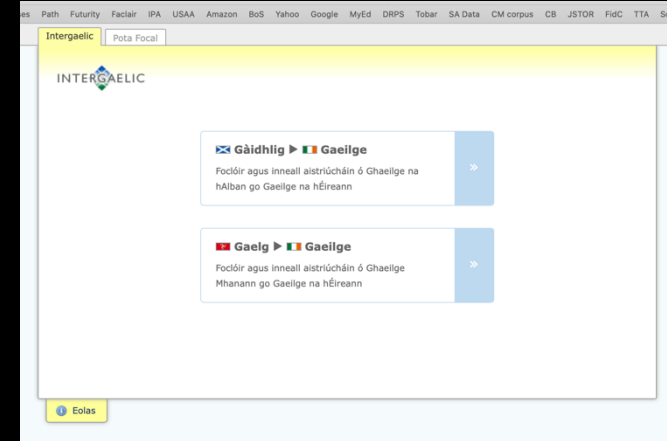 Path Futurity Faclair IPA USAA Amazon BoS Yahoo Google MyEd DRPS Tobar SA Data CM corpus CB JSTOR FidC TTA
Intergaelic Pota Focal
INTERGAELIC
Gàidhlig ▶ Gaeilge
Foclóir agus inneall aistriúcháin ó Ghaeilge na
hAlban go Gaeilge na hÉireann
»
Gaelg ▶ Gaeilge
Foclóir agus inneall aistriúcháin ó Ghaeilge
Mhanann go Gaeilge na hÉireann
»
Eolas